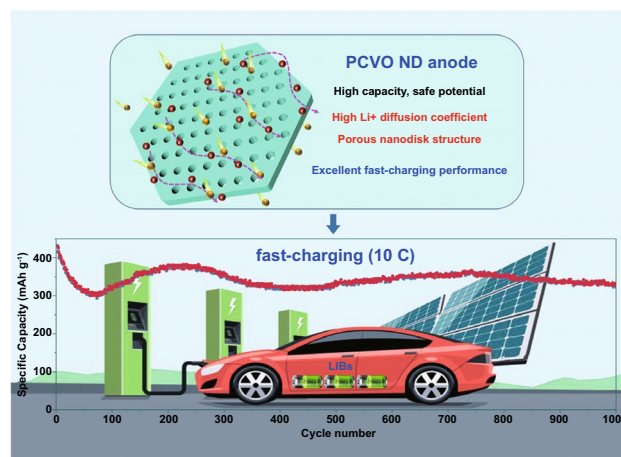 PCVO ND anode
High capacity, safe potential
High Li+ diffusion coefficient
Porous nanodisk structure
Excellent fast-charging performance
fast-charging (10 C)
Specific Capacity (mAh g⁻¹)
400
300
200
100
0
LIBs
0 100 200 300 400 500 600 700 800 900 1000
Cycle number